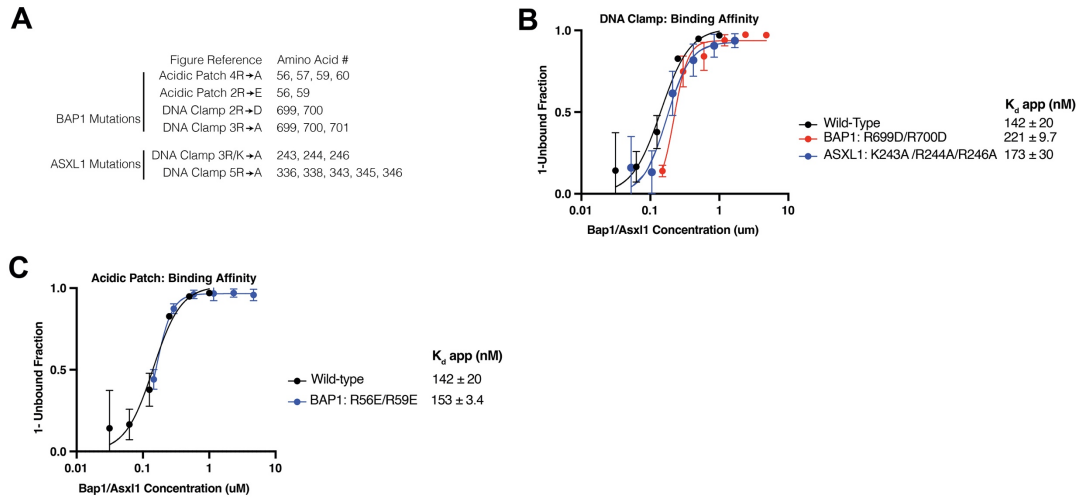 A
Figure Reference Amino Acid #
Acidic Patch 4R→A 56, 57, 59, 60
Acidic Patch 2R→E 56, 59
BAP1 Mutations
DNA Clamp 2R→D 699, 700
DNA Clamp 3R→A 699, 700, 701
ASXL1 Mutations
DNA Clamp 3R/K→A 243, 244, 246
DNA Clamp 5R→A 336, 338, 343, 345, 346
B
DNA Clamp: Binding Affinity
1-Unbound Fraction
1.0
0.5
0.0
0.01 0.1 1 10
Bap1/Asxl1 Concentration (um)
Kd app (nM)
Wild-Type 142 ± 20
BAP1: R699D/R700D 221 ± 9.7
ASXL1: K243A /R244A/R246A 173 ± 30
C
Acidic Patch: Binding Affinity
1- Unbound Fraction
1.0
0.5
0.0
0.01 0.1 1 10
Bap1/Asxl1 Concentration (uM)
Kd app (nM)
Wild-type 142 ± 20
BAP1: R56E/R59E 153 ± 3.4